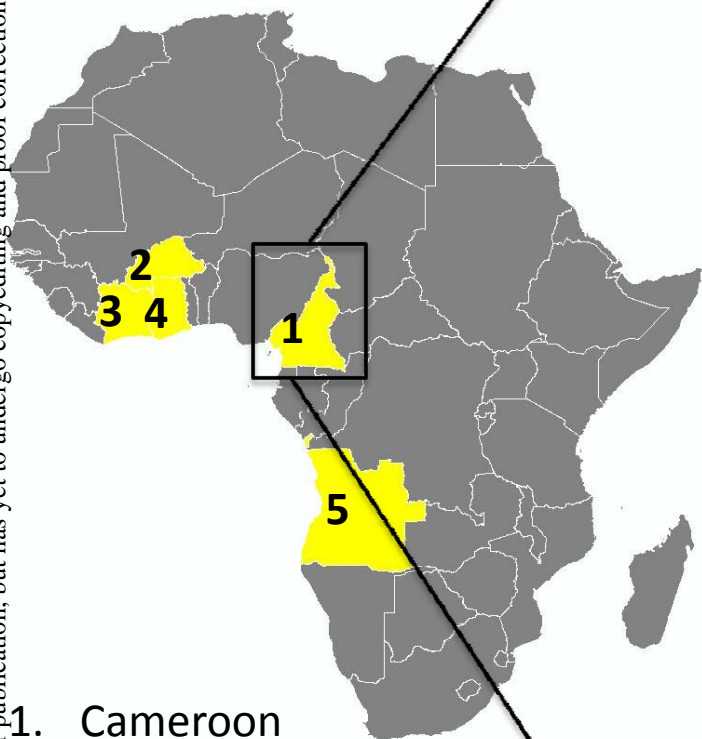 publication, but has yet to undergo copyediting and proof correction
2
3 4
1
5
1. Cameroon